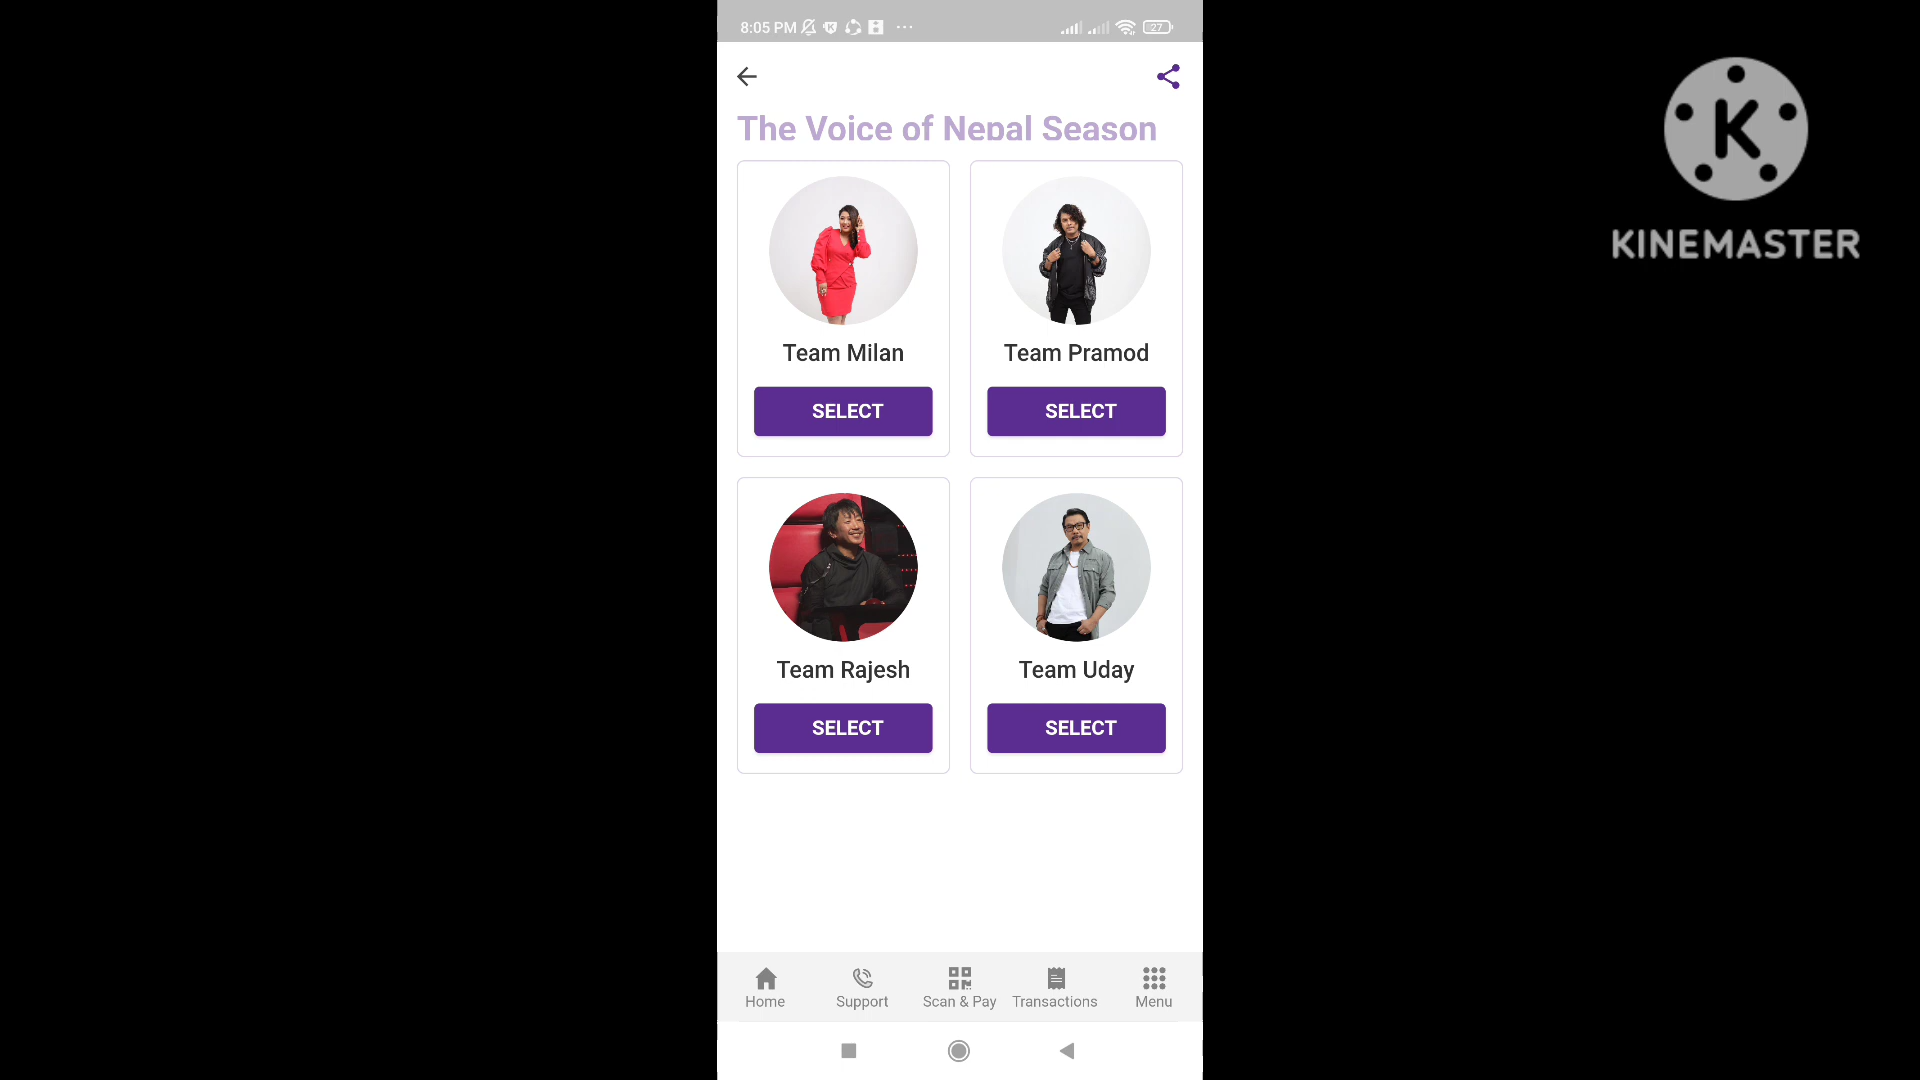 8:05 PM
27
The Voice of Nepal Season
Team Milan
Team Pramod
SELECT
SELECT
Team Rajesh
Team Uday
SELECT
SELECT
Home
Support
Scan & Pay
Transactions
Menu
K
KINEMASTER